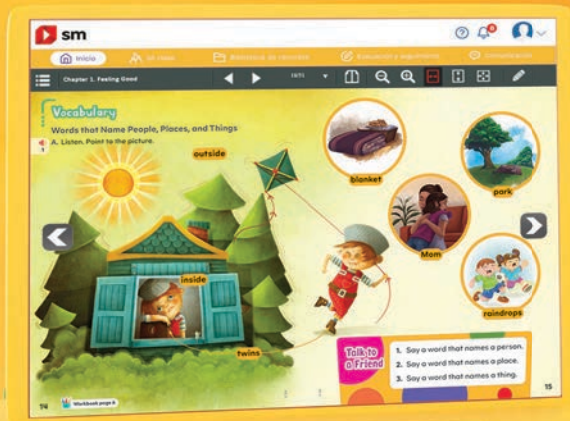 sm
Inicio
Chapter 1. Feeling Good
Vocabulary
Words that Name People, Places, and Things
A. Listen. Point to the picture.
1
outside
inside
twins
blanket
park
Mom
raindrops
Talk to
a Friend
1. Say a word that names a person.
2. Say a word that names a place.
3. Say a word that names a thing.
14
Workbook page 6
15